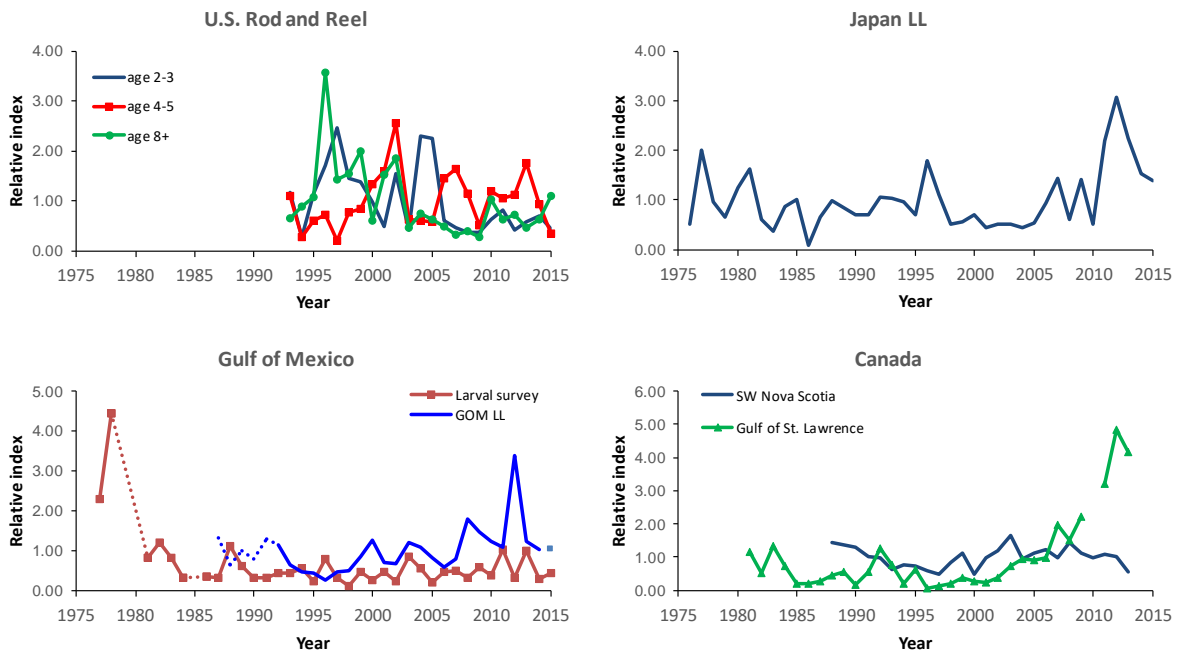 U.S. Rod and Reel
4.00
3.00
2.00
1.00
0.00
Relative index
age 2-3
age 4-5
age 8+
1975 1980 1985 1990 1995 2000 2005 2010 2015
Year
Japan LL
4.00
3.00
2.00
1.00
0.00
Relative index
1975 1980 1985 1990 1995 2000 2005 2010 2015
Year
Gulf of Mexico
5.00
4.00
3.00
2.00
1.00
0.00
Relative index
Larval survey
GOM LL
1975 1980 1985 1990 1995 2000 2005 2010 2015
Year
Canada
6.00
5.00
4.00
3.00
2.00
1.00
0.00
Relative index
SW Nova Scotia
Gulf of St. Lawrence
1975 1980 1985 1990 1995 2000 2005 2010 2015
Year